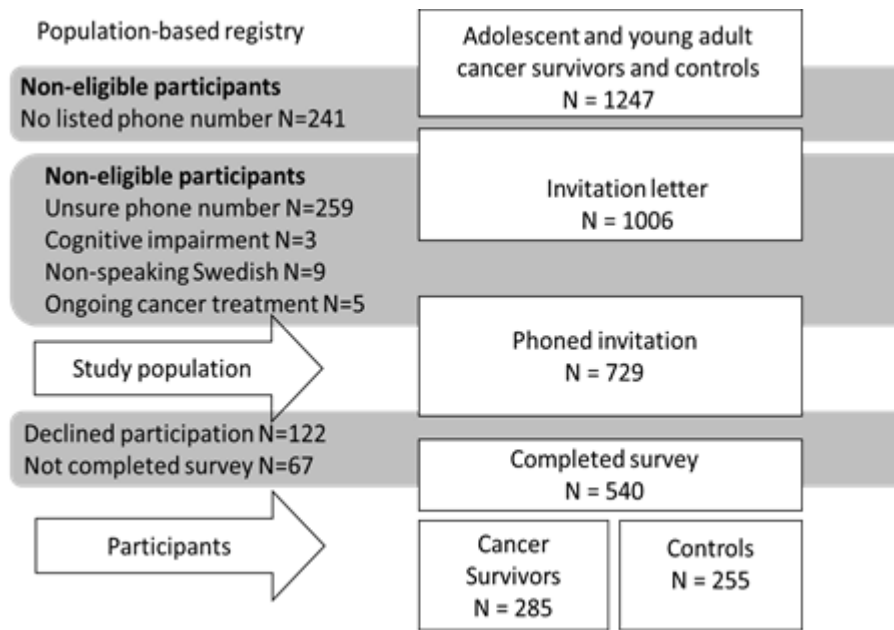 Population-based registry
Adolescent and young adult
cancer survivors and controls
N = 1247
Non-eligible participants
No listed phone number N=241
Invitation letter
N = 1006
Non-eligible participants
Unsure phone number N=259
Cognitive impairment N=3
Non-speaking Swedish N=9
Ongoing cancer treatment N=5
Phoned invitation
N = 729
Study population
Declined participation N=122
Not completed survey N=67
Completed survey
N = 540
Participants
Cancer
Survivors
N = 285
Controls
N = 255